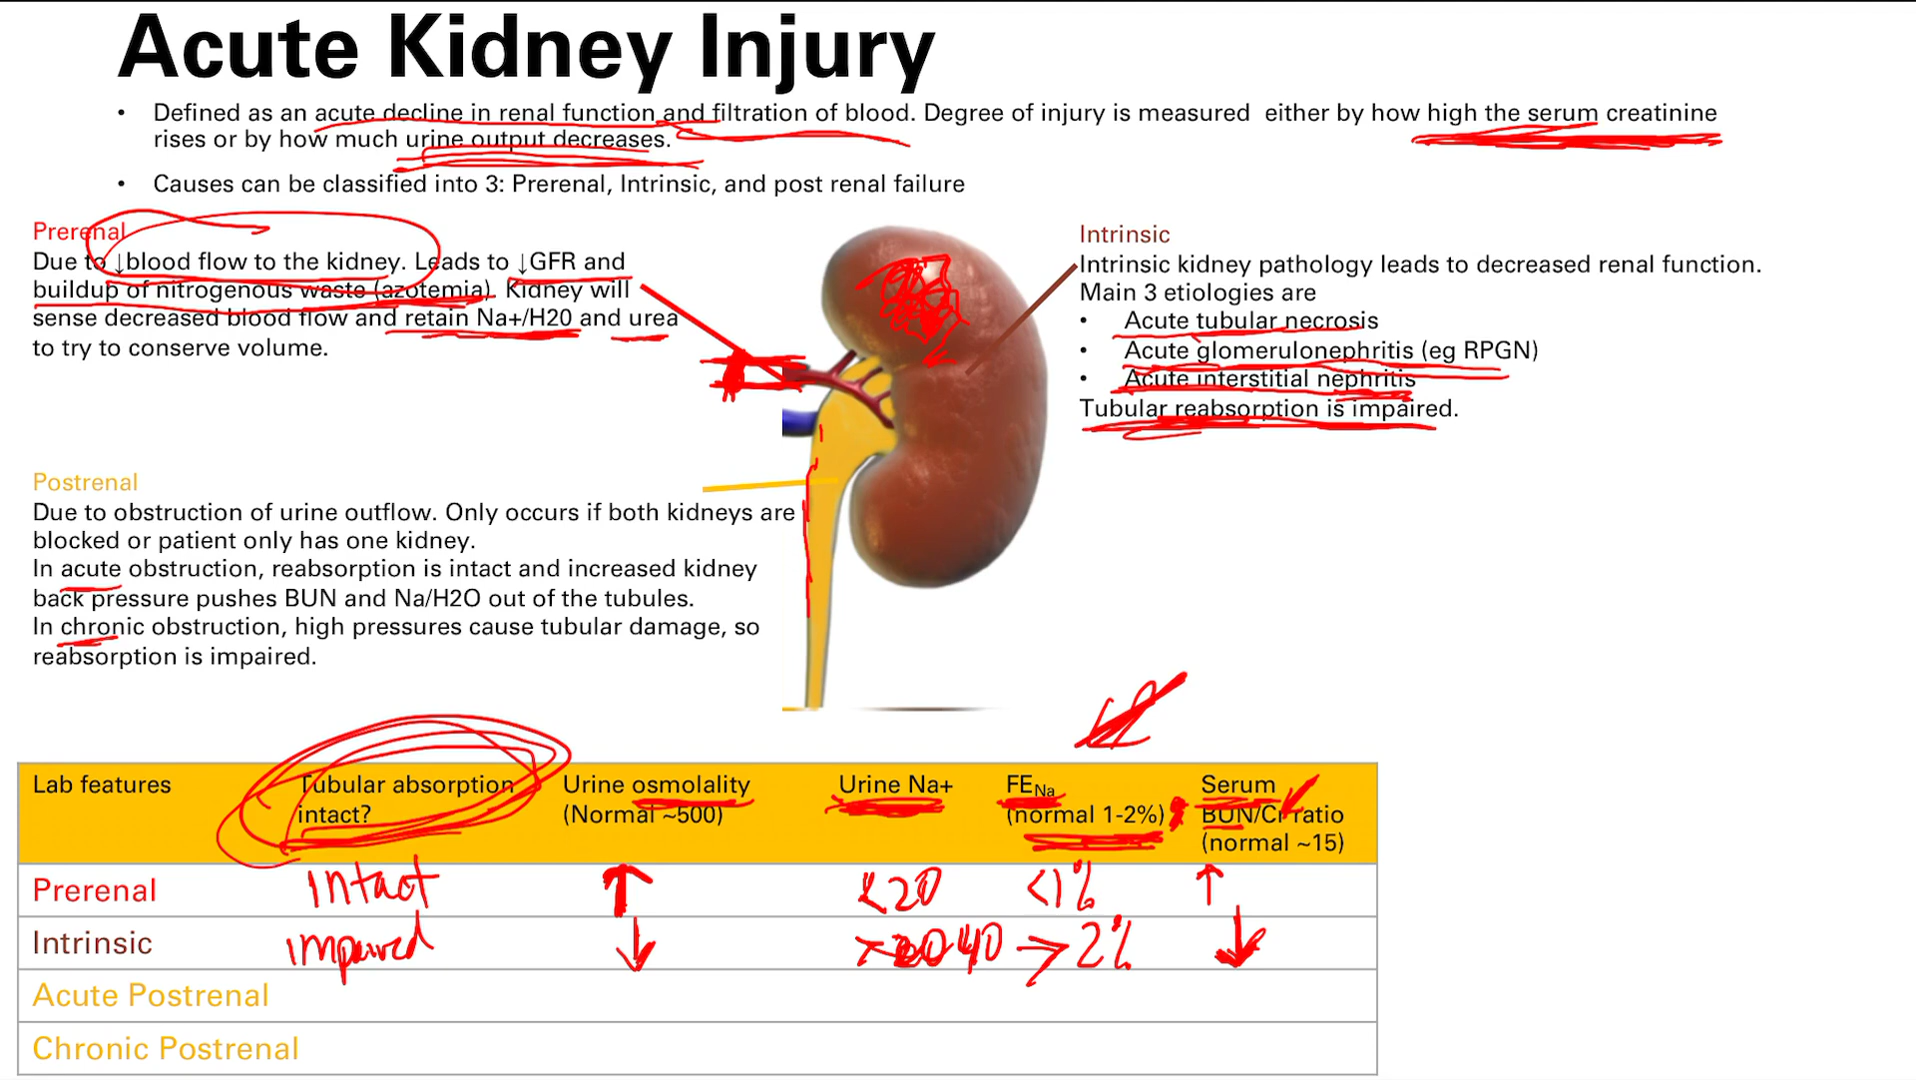 Acute Kidney Injury
• Defined as an acute decline in renal function and filtration of blood. Degree of injury is measured either by how high the serum creatinine
rises or by how much urine output decreases.
• Causes can be classified into 3: Prerenal, Intrinsic, and post renal failure
Prerenal
Due to ↓blood flow to the kidney. Leads to ↓GFR and
buildup of nitrogenous waste (azotemia). Kidney will
sense decreased blood flow and retain Na+/H20 and urea
to try to conserve volume.
Intrinsic
Intrinsic kidney pathology leads to decreased renal function.
Main 3 etiologies are
• Acute tubular necrosis
• Acute glomerulonephritis (eg RPGN)
• Acute interstitial nephritis
Tubular reabsorption is impaired.
Postrenal
Due to obstruction of urine outflow. Only occurs if both kidneys are
blocked or patient only has one kidney.
In acute obstruction, reabsorption is intact and increased kidney
back pressure pushes BUN and Na/H2O out of the tubules.
In chronic obstruction, high pressures cause tubular damage, so
reabsorption is impaired.
Lab features
Tubular absorption
intact?
Urine osmolality
(Normal ~500)
Urine Na+
FENa
(normal 1-2%)
Serum
BUN/Cr ratio
(normal ~15)
Prerenal intact ↑ <20 <1% ↑
Intrinsic impaired ↓ >40 >2% ↓
Acute Postrenal
Chronic Postrenal